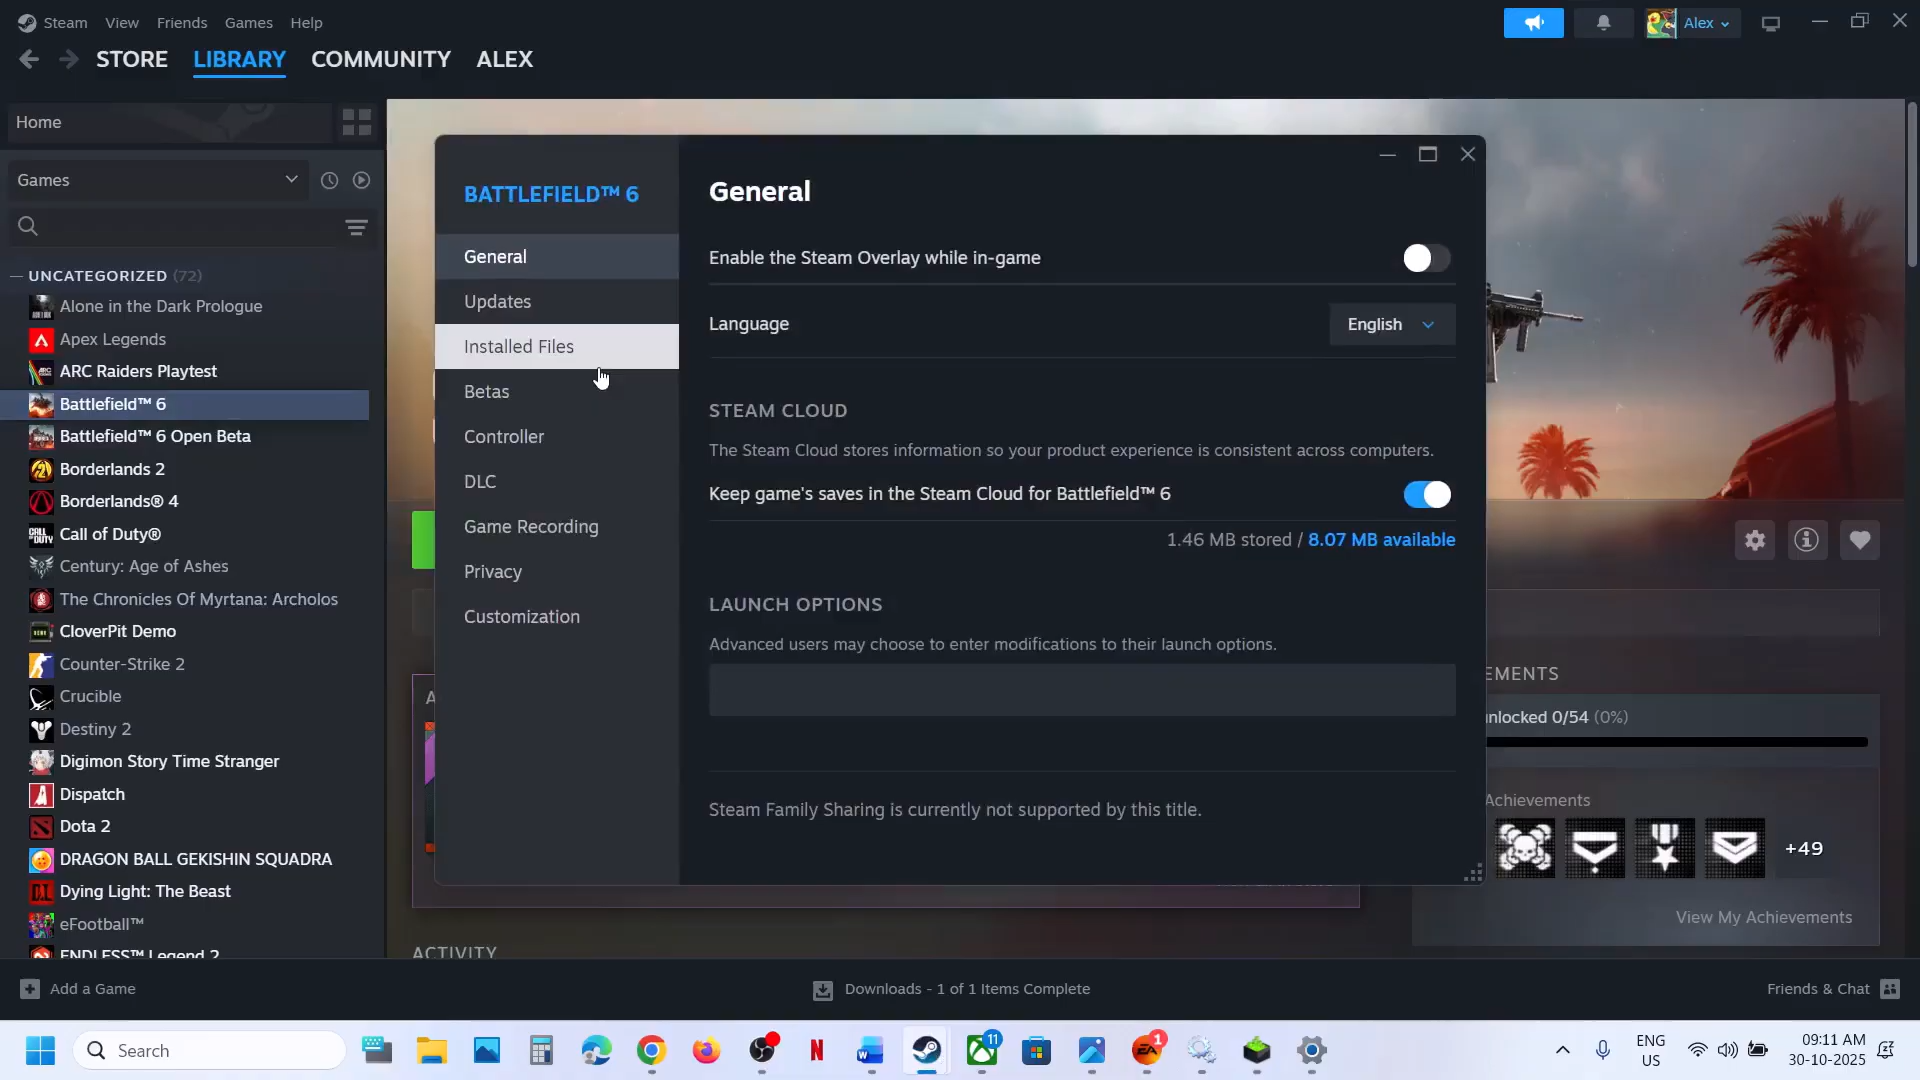 Steam View Friends Games Help
Alex
STORE LIBRARY COMMUNITY ALEX
Home
Games
UNCATEGORIZED (72)
Alone in the Dark Prologue
Apex Legends
ARC Raiders Playtest
Battlefield™ 6
Battlefield™ 6 Open Beta
Borderlands 2
Borderlands® 4
Call of Duty®
Century: Age of Ashes
The Chronicles Of Myrtana: Archolos
CloverPit Demo
Counter-Strike 2
Crucible
Destiny 2
Digimon Story Time Stranger
Dispatch
Dota 2
DRAGON BALL GEKISHIN SQUADRA
Dying Light: The Beast
eFootball™
ENDLESS™ Legend 2
BATTLEFIELD™ 6
General
Updates
Installed Files
Betas
Controller
DLC
Game Recording
Privacy
Customization
General
Enable the Steam Overlay while in-game
Language English
STEAM CLOUD
The Steam Cloud stores information so your product experience is consistent across computers.
Keep game's saves in the Steam Cloud for Battlefield™ 6
1.46 MB stored / 8.07 MB available
LAUNCH OPTIONS
Advanced users may choose to enter modifications to their launch options.
Steam Family Sharing is currently not supported by this title.
EMENTS
nlocked 0/54 (0%)
Achievements
+49
View My Achievements
ACTIVITY
Add a Game
Downloads - 1 of 1 Items Complete
Friends & Chat
Search
11
1
ENG
US
09:11 AM
30-10-2025